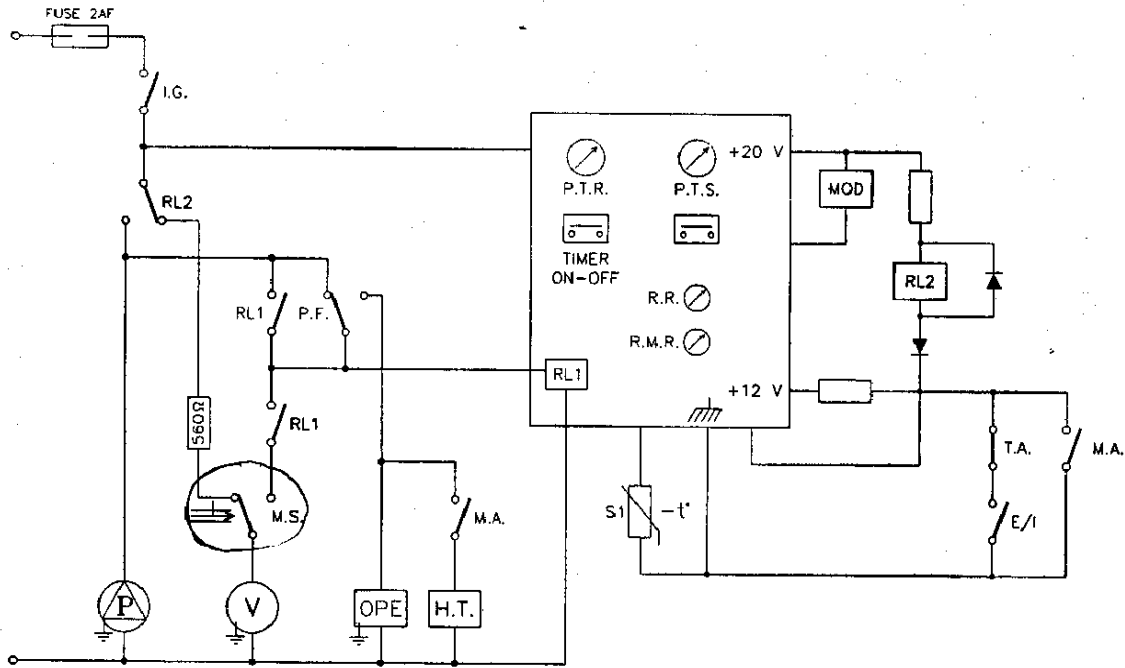 FUSE 2AF
I.G.
RL2
RL1
P.F.
560Ω
RL1
M.S.
P
V
OPE
H.T.
M.A.
P.T.R.
P.T.S.
TIMER
ON-OFF
R.R.
R.M.R.
RL1
+20 V
MOD
RL2
+12 V
S1
-t°
T.A.
M.A.
E/I